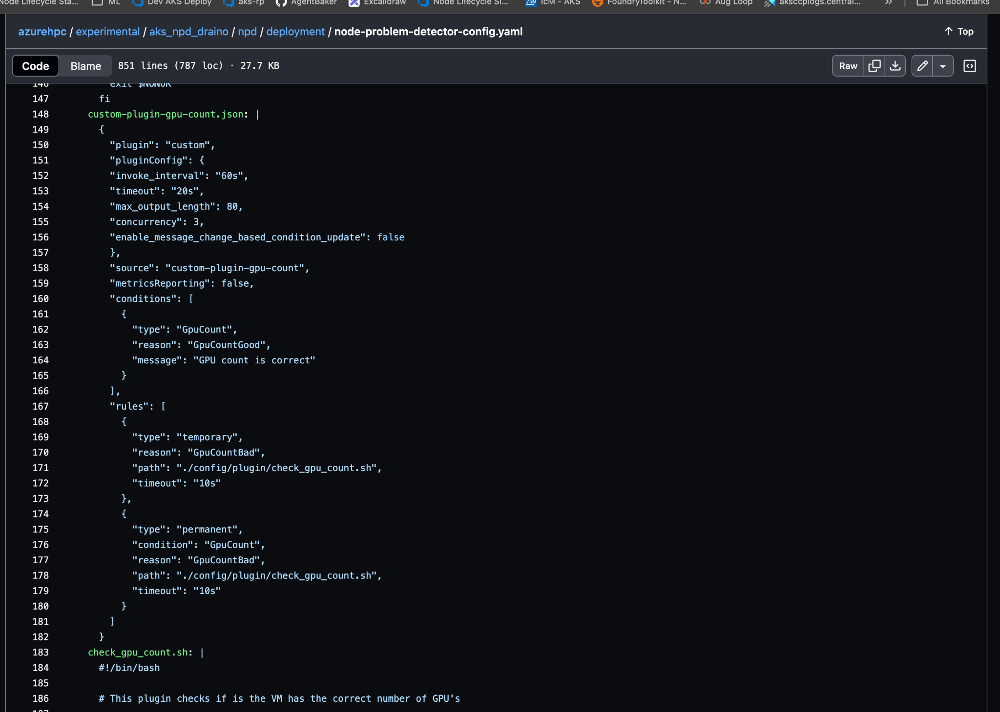 Node Lifecycle Sta... ML Dev AKS Deploy aks-rp AgentBaker Excalidraw Node Lifecycle Sl... IcM - AKS FoundryToolkit - N... Aug Loop aksccplogs.central... » All Bookmarks
azurehpc / experimental / aks_npd_draino / npd / deployment / node-problem-detector-config.yaml ↑ Top
Code Blame 851 lines (787 loc) · 27.7 KB Raw
146 exit $NONOK
147 fi
148 custom-plugin-gpu-count.json: |
149 {
150 "plugin": "custom",
151 "pluginConfig": {
152 "invoke_interval": "60s",
153 "timeout": "20s",
154 "max_output_length": 80,
155 "concurrency": 3,
156 "enable_message_change_based_condition_update": false
157 },
158 "source": "custom-plugin-gpu-count",
159 "metricsReporting": false,
160 "conditions": [
161 {
162 "type": "GpuCount",
163 "reason": "GpuCountGood",
164 "message": "GPU count is correct"
165 }
166 ],
167 "rules": [
168 {
169 "type": "temporary",
170 "reason": "GpuCountBad",
171 "path": "./config/plugin/check_gpu_count.sh",
172 "timeout": "10s"
173 },
174 {
175 "type": "permanent",
176 "condition": "GpuCount",
177 "reason": "GpuCountBad",
178 "path": "./config/plugin/check_gpu_count.sh",
179 "timeout": "10s"
180 }
181 ]
182 }
183 check_gpu_count.sh: |
184 #!/bin/bash
185
186 # This plugin checks if is the VM has the correct number of GPU's
187